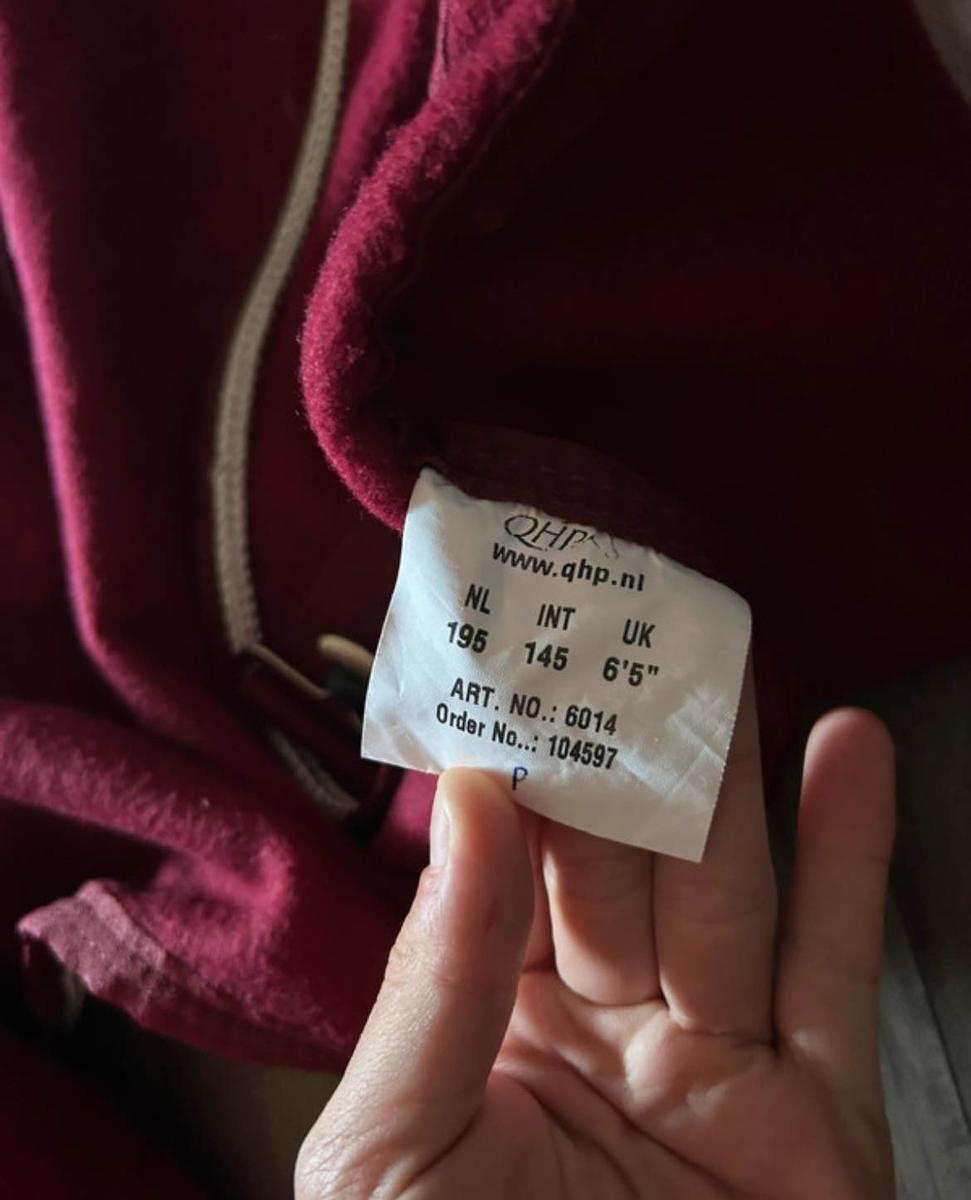 QHP
www.qhp.nl
NL INT UK
195 145 6'5"
ART. NO.: 6014
Order No..: 104597
P